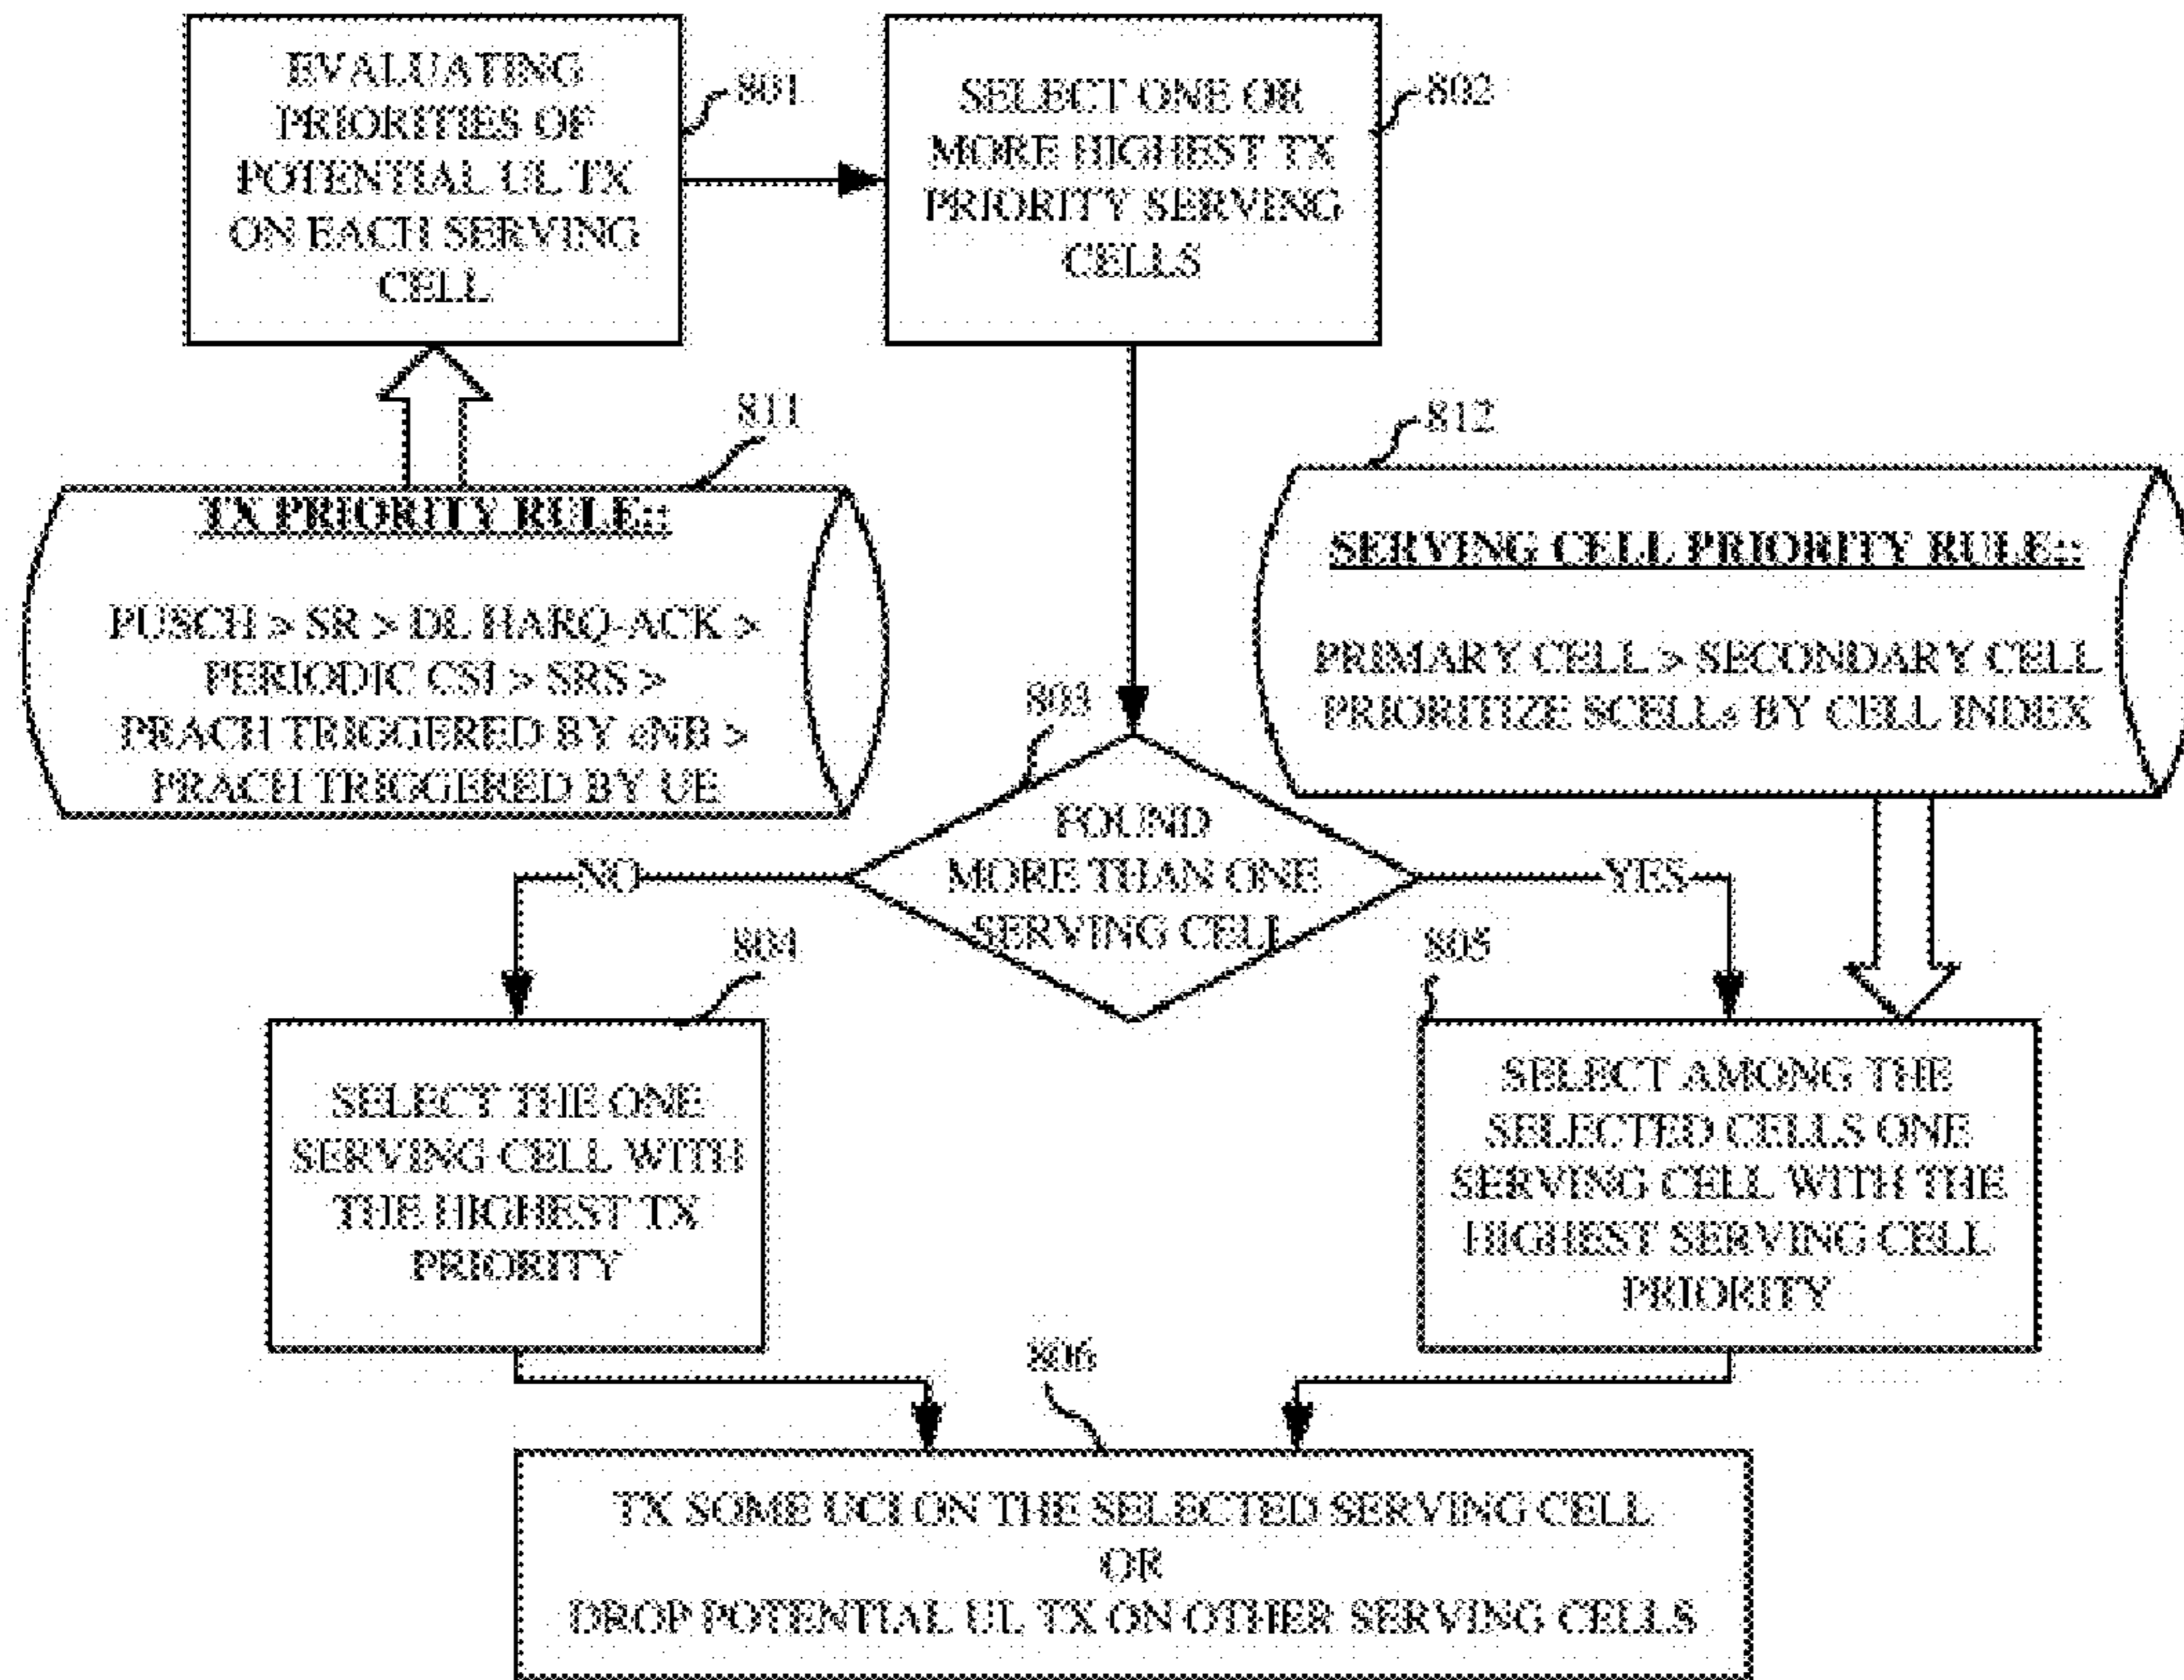 EVALUATING
PRIORITIES OF
POTENTIAL UL TX
ON EACH SERVING
CELL
801
SELECT ONE OR
MORE HIGHEST TX
PRIORITY SERVING
CELLS
802
811
TX PRIORITY RULE::
PUSCH > SR > DL HARQ-ACK >
PERIODIC CSI > SRS >
PRACH TRIGGERED BY eNB >
PRACH TRIGGERED BY UE
812
SERVING CELL PRIORITY RULE::
PRIMARY CELL > SECONDARY CELL
PRIORITIZE SCELLs BY CELL INDEX
803
FOUND
MORE THAN ONE
SERVING CELL
NO
YES
804
SELECT THE ONE
SERVING CELL WITH
THE HIGHEST TX
PRIORITY
805
SELECT AMONG THE
SELECTED CELLS ONE
SERVING CELL WITH THE
HIGHEST SERVING CELL
PRIORITY
806
TX SOME UCI ON THE SELECTED SERVING CELL
OR
DROP POTENTIAL UL TX ON OTHER SERVING CELLS